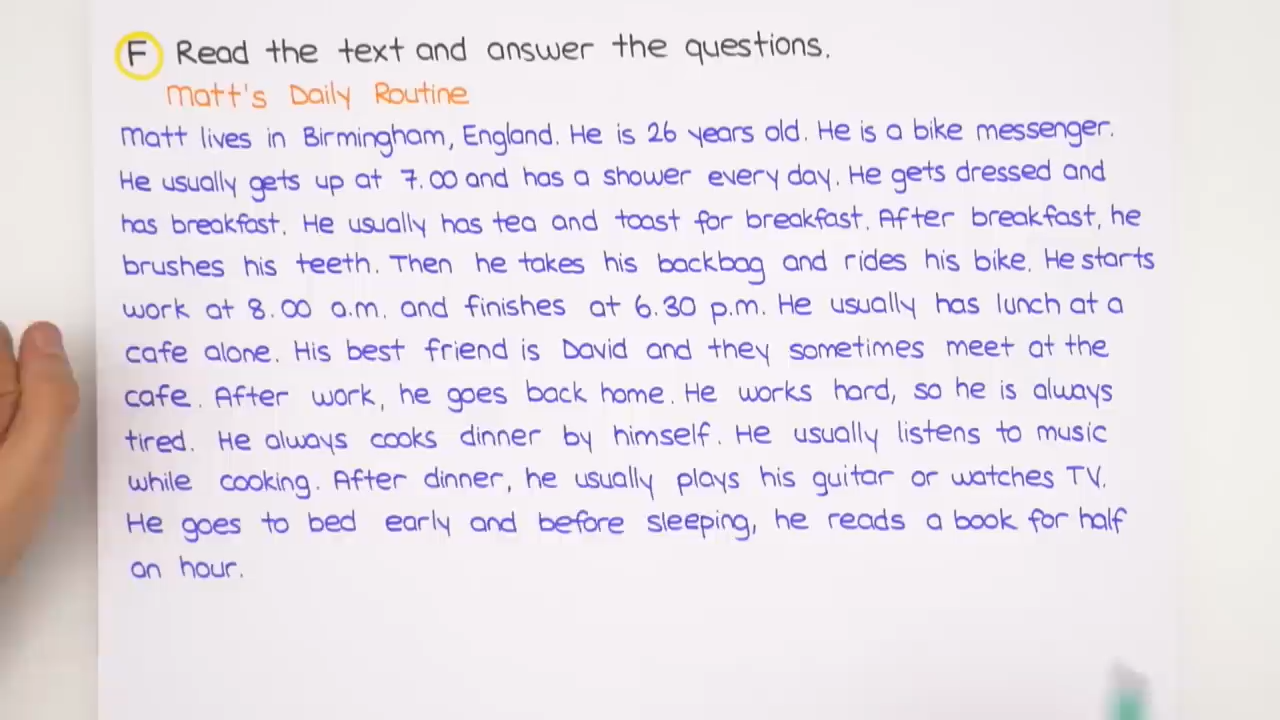 F Read the text and answer the questions.
Matt's Daily Routine
Matt lives in Birmingham, England. He is 26 years old. He is a bike messenger.
He usually gets up at 7.00 and has a shower every day. He gets dressed and
has breakfast. He usually has tea and toast for breakfast. After breakfast, he
brushes his teeth. Then he takes his backbag and rides his bike. He starts
work at 8.00 a.m. and finishes at 6.30 p.m. He usually has lunch at a
cafe alone. His best friend is David and they sometimes meet at the
cafe. After work, he goes back home. He works hard, so he is always
tired. He always cooks dinner by himself. He usually listens to music
while cooking. After dinner, he usually plays his guitar or watches TV.
He goes to bed early and before sleeping, he reads a book for half
an hour.